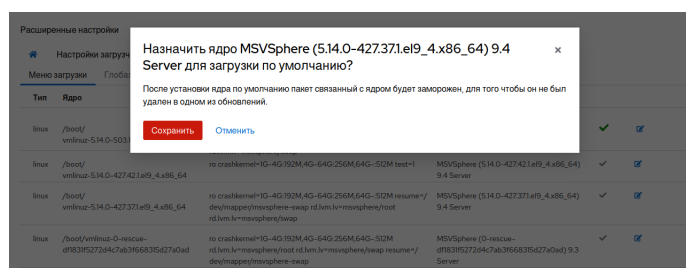 Расширенные настройки
Настройки загрузч
Меню загрузки Глоба
Тип Ядро
Назначить ядро MSVSphere (5.14.0-427.37.1.el9_4.x86_64) 9.4
Server для загрузки по умолчанию?
×
После установки ядра по умолчанию пакет связанный с ядром будет заморожен, для того чтобы он не был
удален в одном из обновлений.
Сохранить Отменить
linux /boot/
vmlinuz-5.14.0-503.1
linux /boot/ ro crashkernel=1G-4G:192M,4G-64G:256M,64G-:512M test=1 MSVSphere (5.14.0-427.42.1.el9_4.x86_64)
vmlinuz-5.14.0-427.42.1.el9_4.x86_64 9.4 Server
linux /boot/ ro crashkernel=1G-4G:192M,4G-64G:256M,64G-:512M resume=/ MSVSphere (5.14.0-427.37.1.el9_4.x86_64)
vmlinuz-5.14.0-427.37.1.el9_4.x86_64 dev/mapper/msvsphere-swap rd.lvm.lv=msvsphere/root 9.4 Server
rd.lvm.lv=msvsphere/swap
linux /boot/vmlinuz-0-rescue- ro crashkernel=1G-4G:192M,4G-64G:256M,64G-:512M MSVSphere (0-rescue-
df1831f5272d4c7ab3f668315d27a0ad rd.lvm.lv=msvsphere/root rd.lvm.lv=msvsphere/swap resume=/ df1831f5272d4c7ab3f668315d27a0ad) 9.3
dev/mapper/msvsphere-swap Server